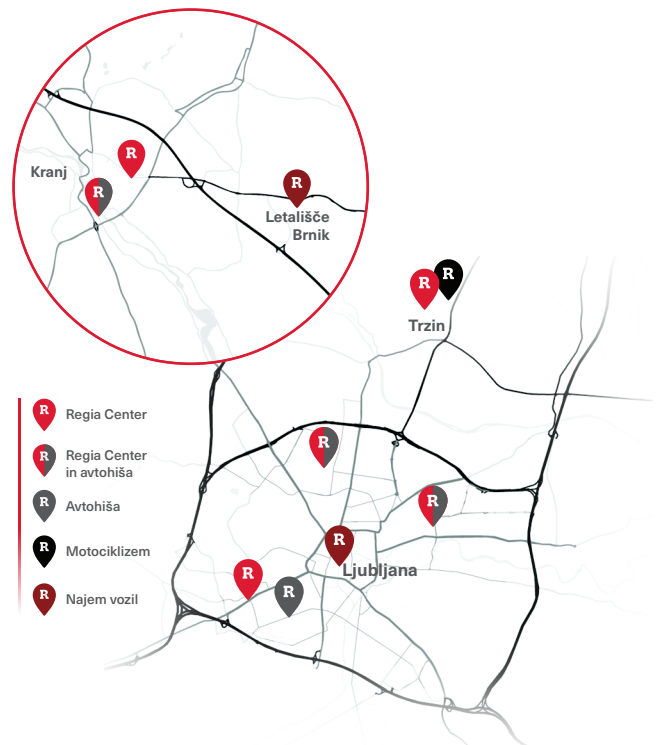 R
Kranj
R
R
Letališče
Brnik
R
R
Trzin
R
Regia Center
R
Regia Center
in avtohiša
R
Avtohiša
R
Motociklizem
R
Najem vozil
R
R
R
Ljubljana
R
R